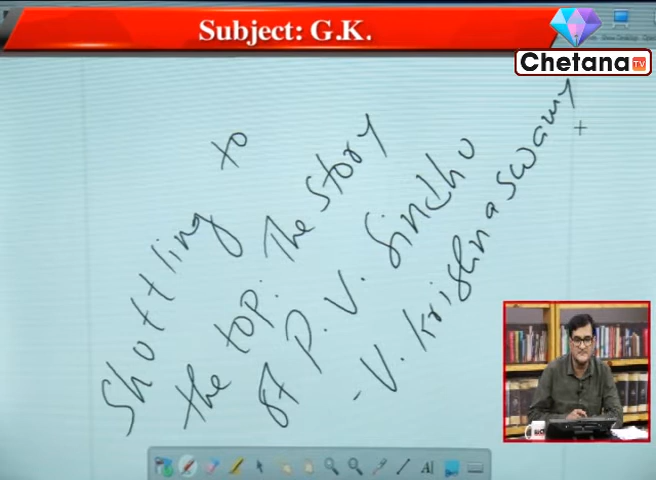 Subject: G.K.
Chetana TV
Shuttling to
the top: The Story
of P. V. Sindhu
- V. Krishnaswamy